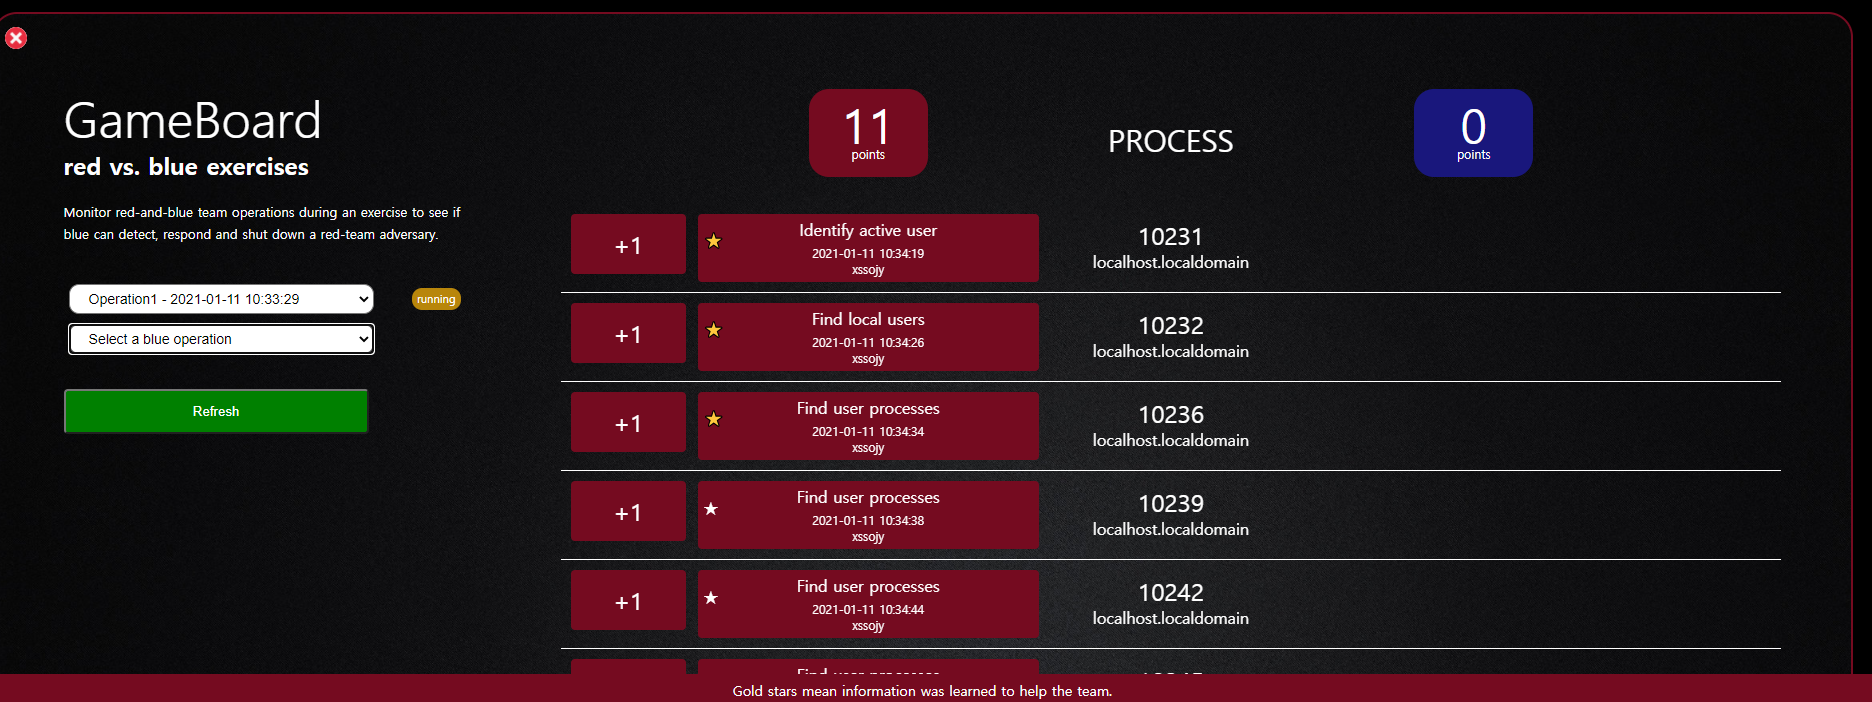 GameBoard
red vs. blue exercises
Monitor red-and-blue team operations during an exercise to see if
blue can detect, respond and shut down a red-team adversary.
Operation1 - 2021-01-11 10:33:29
running
Select a blue operation
Refresh
11
points
PROCESS
0
points
+1
Identify active user
2021-01-11 10:34:19
xssojy
10231
localhost.localdomain
+1
Find local users
2021-01-11 10:34:26
xssojy
10232
localhost.localdomain
+1
Find user processes
2021-01-11 10:34:34
xssojy
10236
localhost.localdomain
+1
Find user processes
2021-01-11 10:34:38
xssojy
10239
localhost.localdomain
+1
Find user processes
2021-01-11 10:34:44
xssojy
10242
localhost.localdomain
Find user processes
Gold stars mean information was learned to help the team.